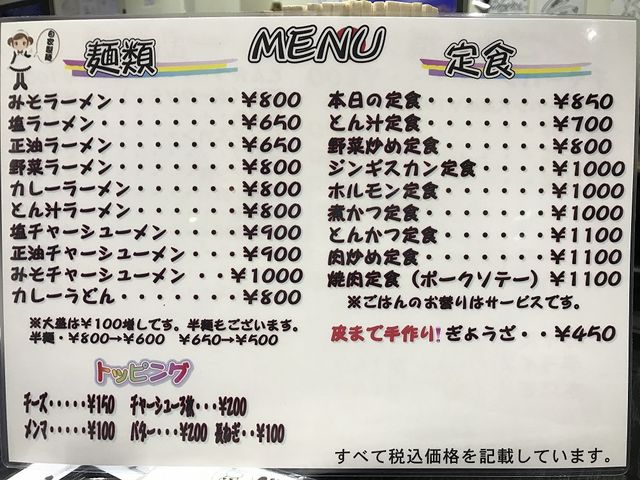 MENU
自家製麺
麺類
みそラーメン・・・・・・・¥800
塩ラーメン・・・・・・・・¥650
正油ラーメン・・・・・・・¥650
野菜ラーメン・・・・・・・¥800
カレーラーメン・・・・・・¥800
とん汁ラーメン・・・・・・¥800
塩チャーシューメン・・・・¥900
正油チャーシューメン・・・¥900
みそチャーシューメン・・¥1000
カレーうどん・・・・・・・¥800
※大盛は¥100増しです。半麺もございます。
半麺・¥800→¥600 ¥650→¥500
トッピング
チーズ・・・・・¥150 チャーシュー3枚・・・¥200
メンマ・・・・・¥100 バター・・・¥200 長ねぎ・・¥100
定食
本日の定食・・・・・・・¥850
とん汁定食・・・・・・・¥700
野菜炒め定食・・・・・・¥800
ジンギスカン定食・・・・¥1000
ホルモン定食・・・・・・¥1000
煮かつ定食・・・・・・・¥1000
とんかつ定食・・・・・・¥1100
肉炒め定食・・・・・・・¥1100
焼肉定食(ポークソテー)¥1100
※ごはんのお替りはサービスです。
皮まで手作り!ぎょうざ・・¥450
すべて税込価格を記載しています。